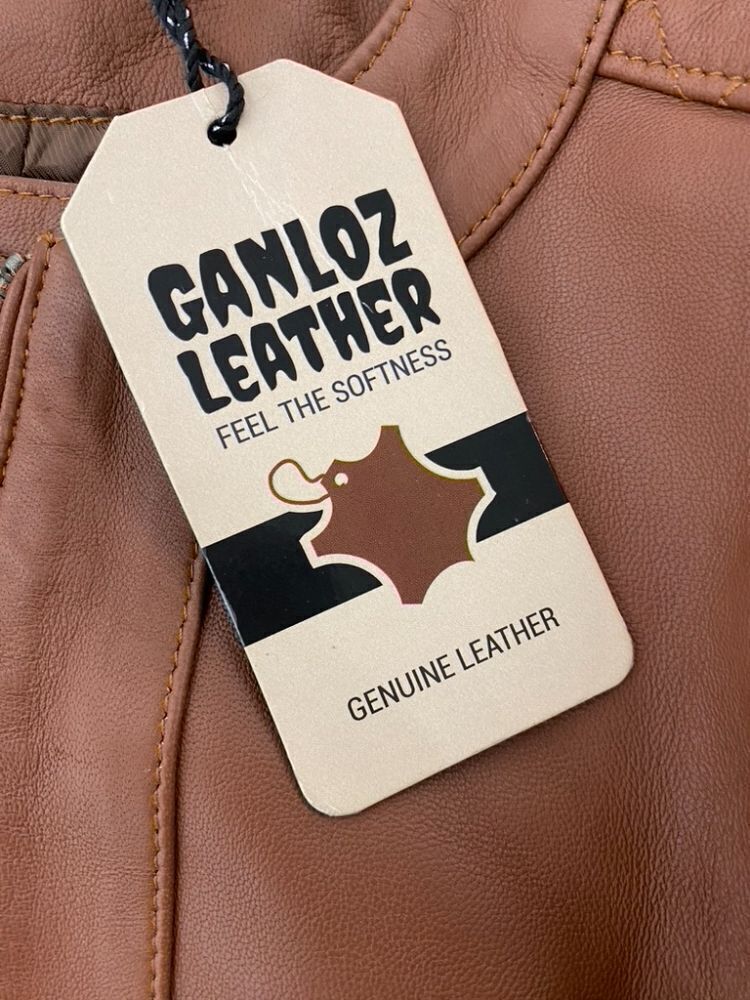 GANLOZ
LEATHER
FEEL THE SOFTNESS
GENUINE LEATHER